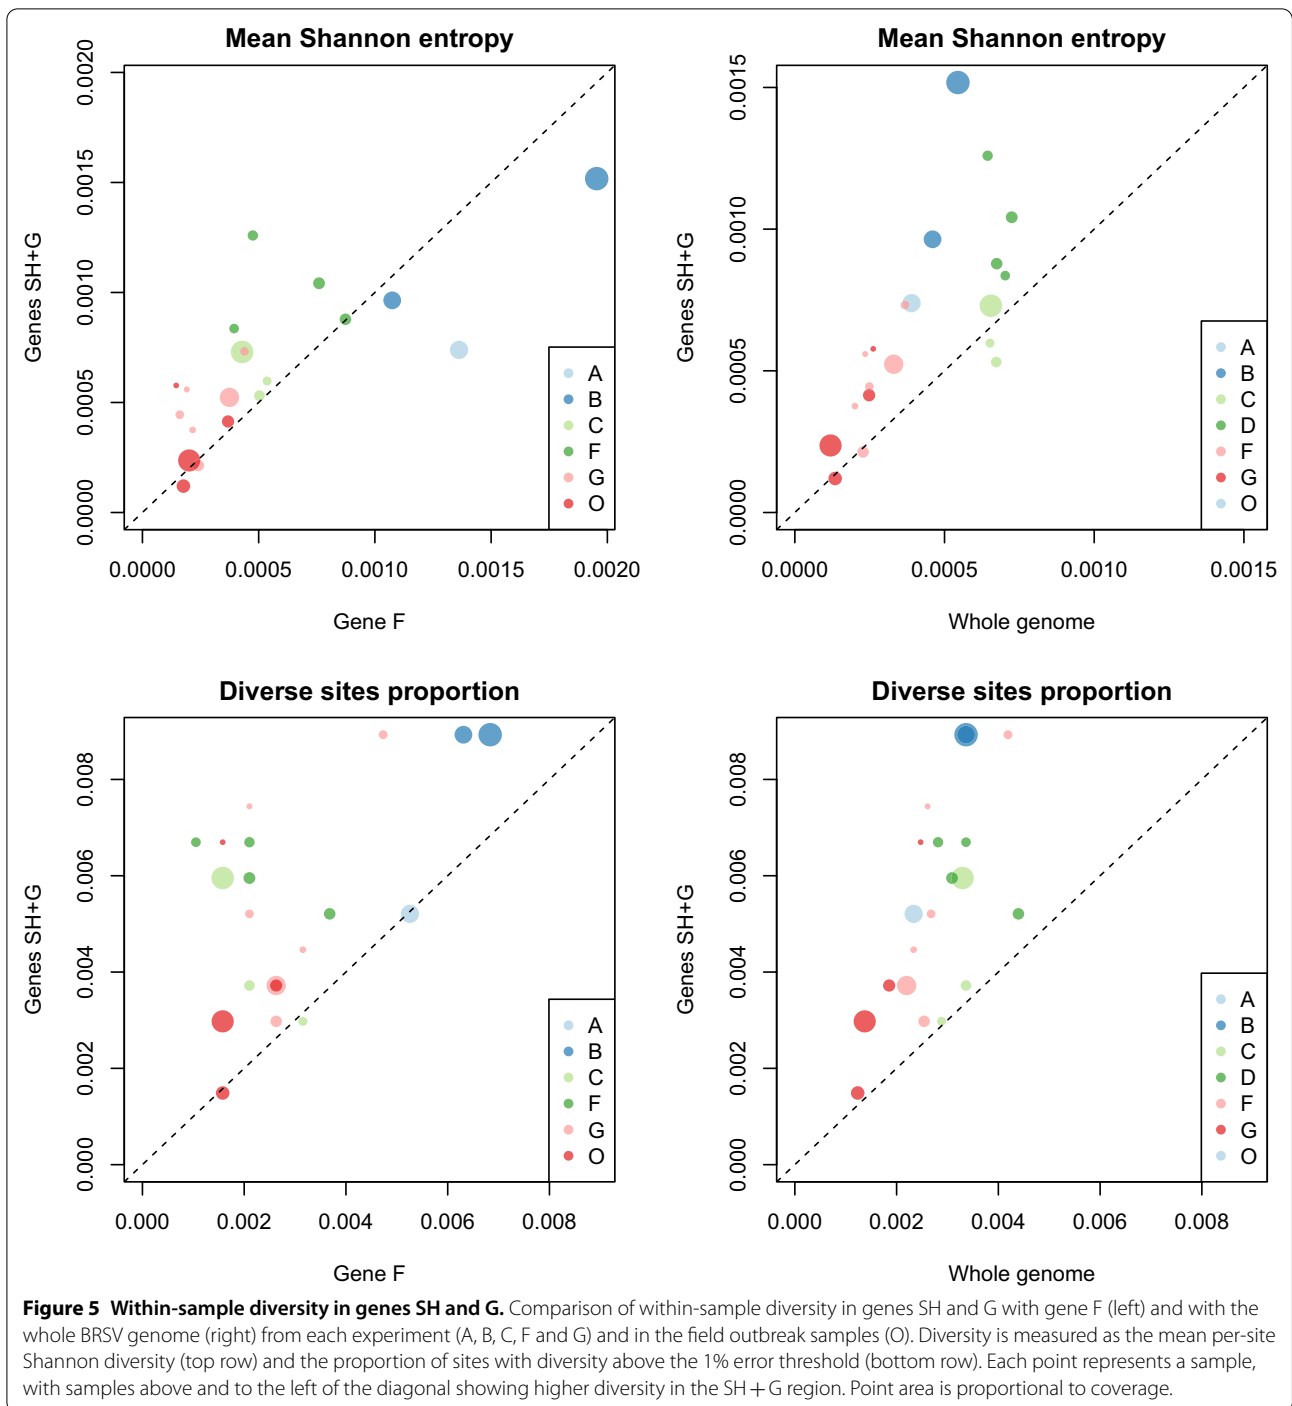 Mean Shannon entropy
Genes SH+G
0.0020
0.0015
0.0010
0.0005
0.0000
A
B
C
F
G
O
0.0000 0.0005 0.0010 0.0015 0.0020
Gene F
Mean Shannon entropy
Genes SH+G
0.0015
0.0010
0.0005
0.0000
A
B
C
D
F
G
O
0.0000 0.0005 0.0010 0.0015
Whole genome
Diverse sites proportion
Genes SH+G
0.008
0.006
0.004
0.002
0.000
A
B
C
F
G
O
0.000 0.002 0.004 0.006 0.008
Gene F
Diverse sites proportion
Genes SH+G
0.008
0.006
0.004
0.002
0.000
A
B
C
D
F
G
O
0.000 0.002 0.004 0.006 0.008
Whole genome
Figure 5 Within-sample diversity in genes SH and G. Comparison of within-sample diversity in genes SH and G with gene F (left) and with the
whole BRSV genome (right) from each experiment (A, B, C, F and G) and in the field outbreak samples (O). Diversity is measured as the mean per-site
Shannon diversity (top row) and the proportion of sites with diversity above the 1% error threshold (bottom row). Each point represents a sample,
with samples above and to the left of the diagonal showing higher diversity in the SH + G region. Point area is proportional to coverage.